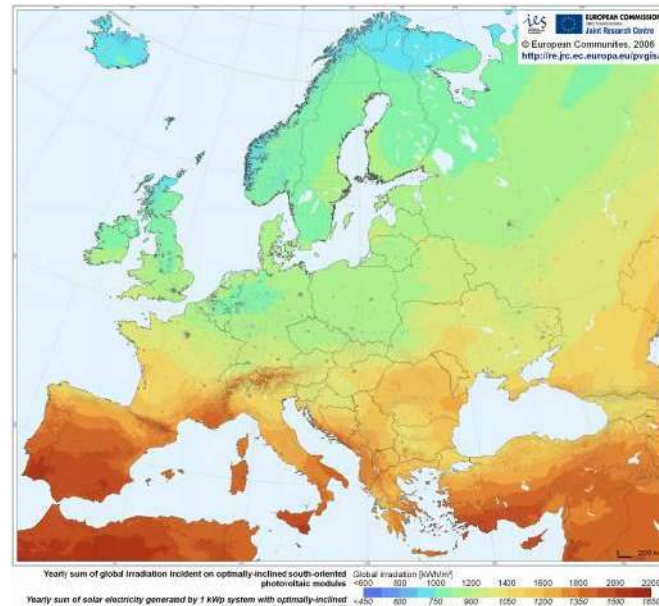 ies
EUROPEAN COMMISSION
Joint Research Centre
© European Communities, 2006
http://re.jrc.ec.europa.eu/pvgis/
Yearly sum of global irradiation incident on optimally-inclined south-oriented
photovoltaic modules
Global irradiation [kWh/m²]
<600 800 1000 1200 1400 1600 1800 2000 2200
Yearly sum of solar electricity generated by 1 kWp system with optimally-inclined
<450 600 750 900 1050 1200 1350 1500 1650